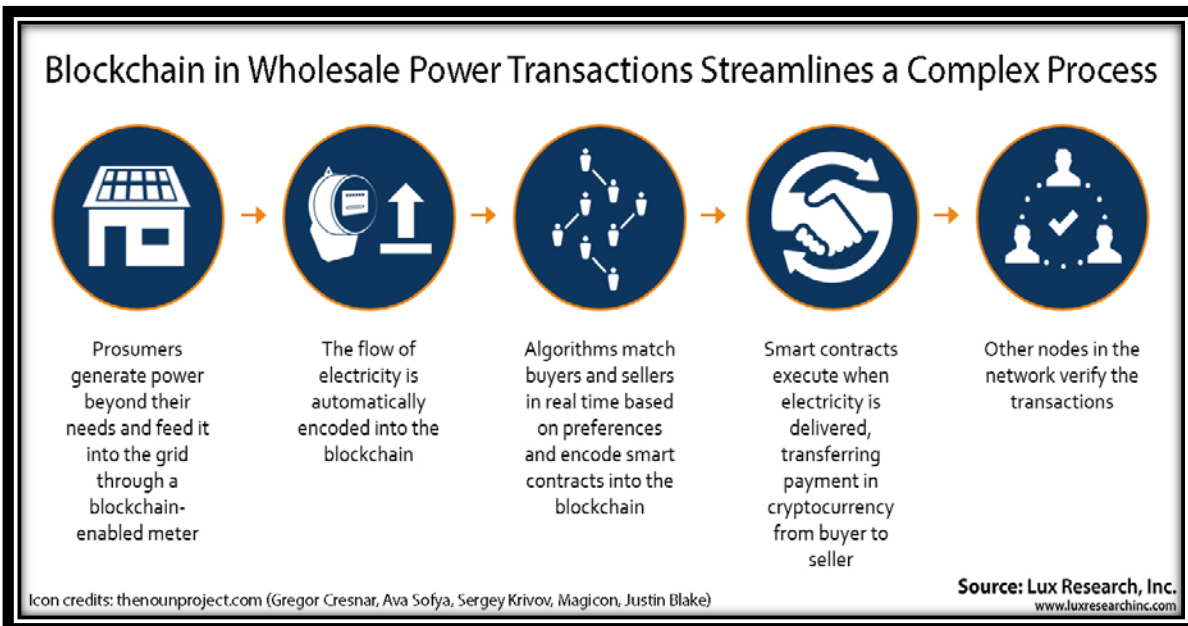 Blockchain in Wholesale Power Transactions Streamlines a Complex Process
Prosumers
generate power
beyond their
needs and feed it
into the grid
through a
blockchain-
enabled meter
The flow of
electricity is
automatically
encoded into the
blockchain
Algorithms match
buyers and sellers
in real time based
on preferences
and encode smart
contracts into the
blockchain
Smart contracts
execute when
electricity is
delivered,
transferring
payment in
cryptocurrency
from buyer to
seller
Other nodes in the
network verify the
transactions
Icon credits: thenounproject.com (Gregor Cresnar, Ava Sofya, Sergey Krivov, Magicon, Justin Blake)
Source: Lux Research, Inc.
www.luxresearchinc.com